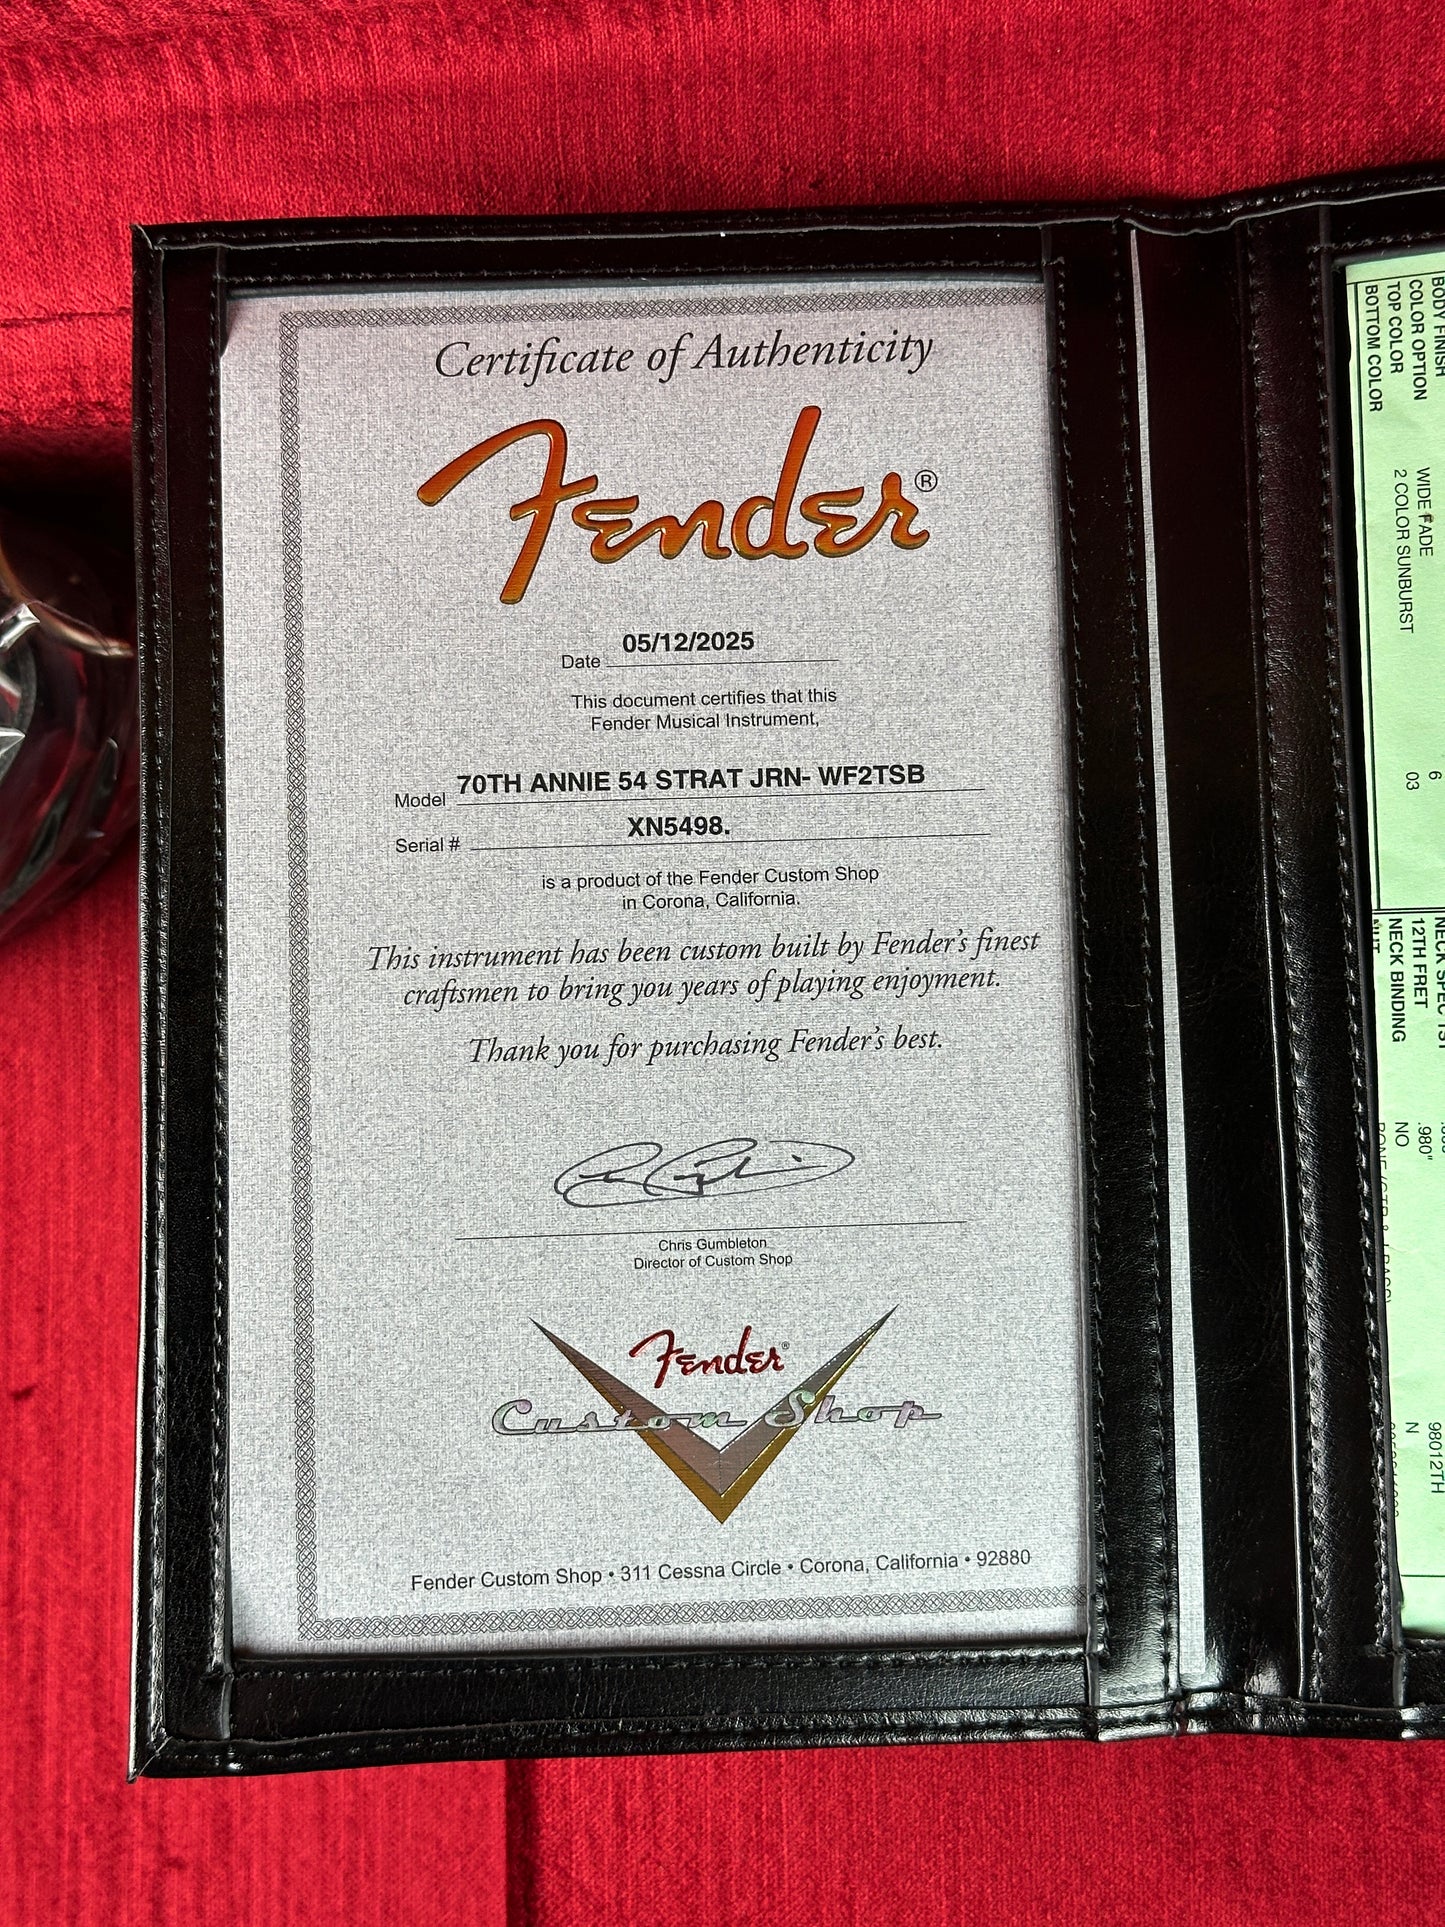 Certificate of Authenticity
Fender®
Date 05/12/2025
This document certifies that this
Fender Musical Instrument,
Model 70TH ANNIE 54 STRAT JRN- WF2TSB
Serial # XN5498.
is a product of the Fender Custom Shop
in Corona, California.
This instrument has been custom built by Fender's finest
craftsmen to bring you years of playing enjoyment.
Thank you for purchasing Fender's best.
Chris Gumbleton
Director of Custom Shop
Fender®
Custom Shop
Fender Custom Shop • 311 Cessna Circle • Corona, California • 92880
BODY FINISH 6
COLOR OPTION WIDE FADE 03
TOP COLOR 2 COLOR SUNBURST
BOTTOM COLOR
12TH FRET .980" 98012TH
NECK BINDING NO N